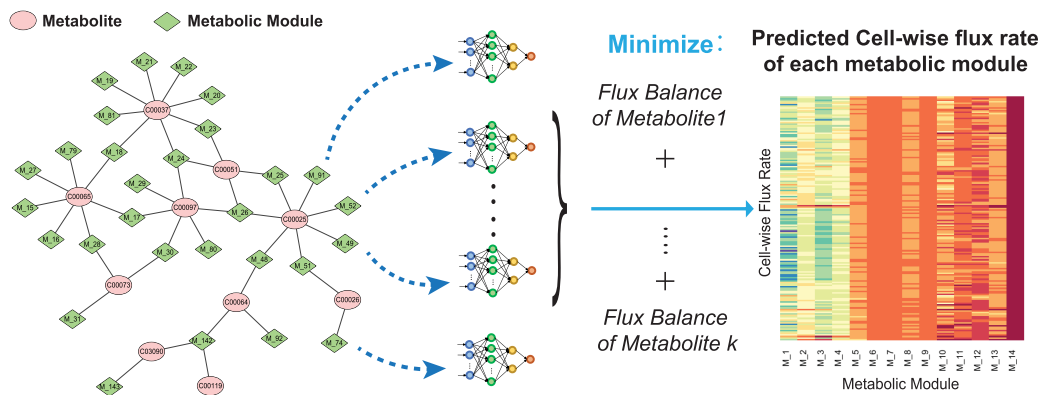 Metabolite
Metabolic Module
M_21
M_22
M_19
M_20
C00037
M_81
M_23
M_79
M_18
M_24
C00051
M_27
M_25
M_91
M_29
C00065
C00097
M_15
M_17
M_26
C00025
M_52
M_16
M_28
M_30
M_80
M_48
M_49
M_51
C00073
C00064
C00026
M_31
M_142
M_92
M_74
C03090
M_143
C00119
Minimize:
Flux Balance
of Metabolite1
+
+
Flux Balance
of Metabolite k
Predicted Cell-wise flux rate
of each metabolic module
Cell-wise Flux Rate
M_1
M_2
M_3
M_4
M_5
M_6
M_7
M_8
M_9
M_10
M_11
M_12
M_13
M_14
Metabolic Module